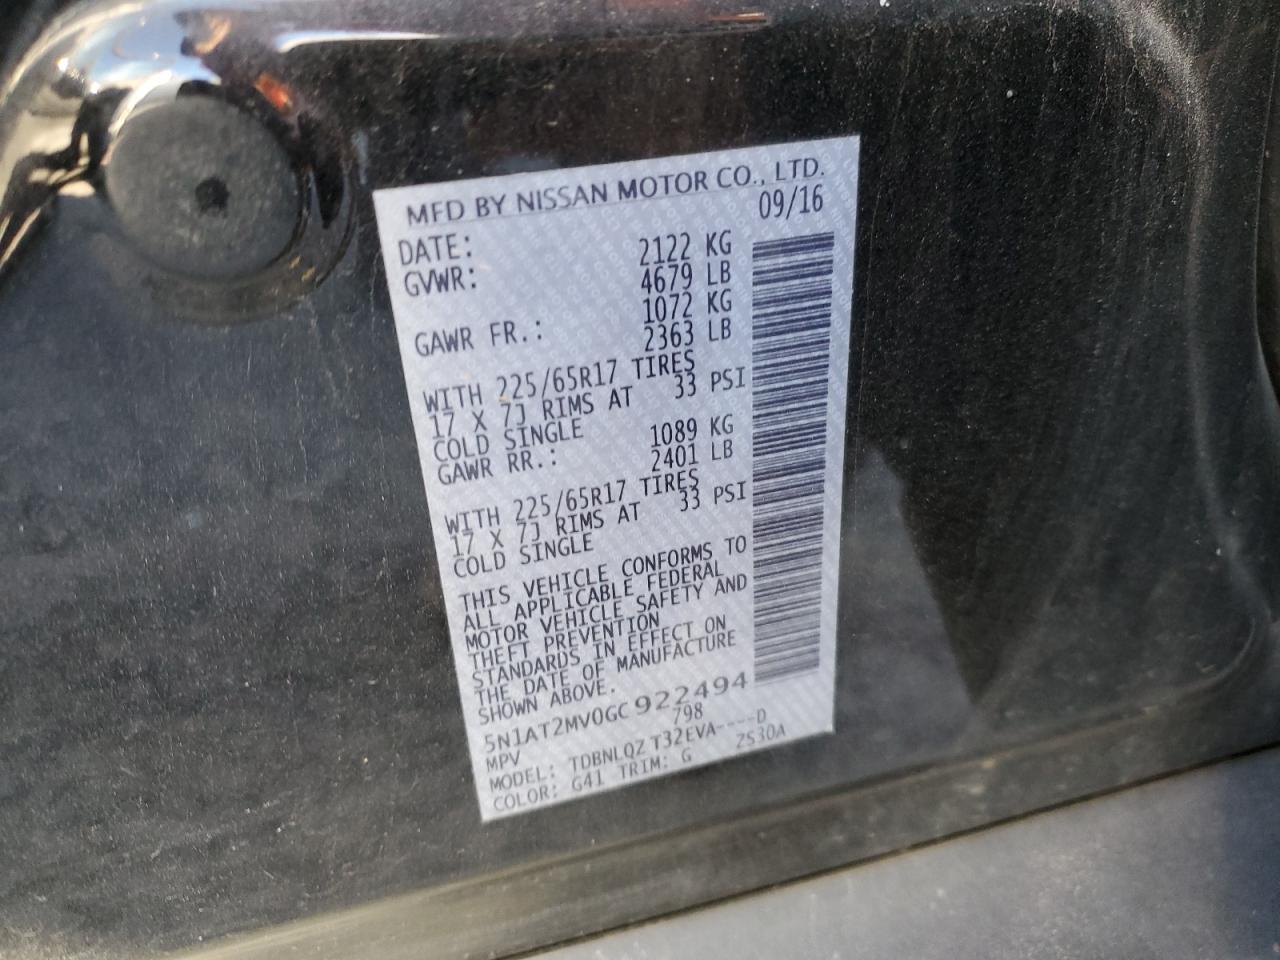 MFD BY NISSAN MOTOR CO., LTD.
DATE: 09/16
GVWR: 2122 KG
4679 LB
GAWR FR.: 1072 KG
2363 LB
WITH 225/65R17 TIRES
17 X 7J RIMS AT 33 PSI
COLD SINGLE
GAWR RR.: 1089 KG
2401 LB
WITH 225/65R17 TIRES
17 X 7J RIMS AT 33 PSI
COLD SINGLE
THIS VEHICLE CONFORMS TO
ALL APPLICABLE FEDERAL
MOTOR VEHICLE SAFETY AND
THEFT PREVENTION
STANDARDS IN EFFECT ON
THE DATE OF MANUFACTURE
SHOWN ABOVE.
5N1AT2MV0GC922494
MPV 798
MODEL: TDBNLQZ T32EVA----D
COLOR: G41 TRIM: G ZS30A